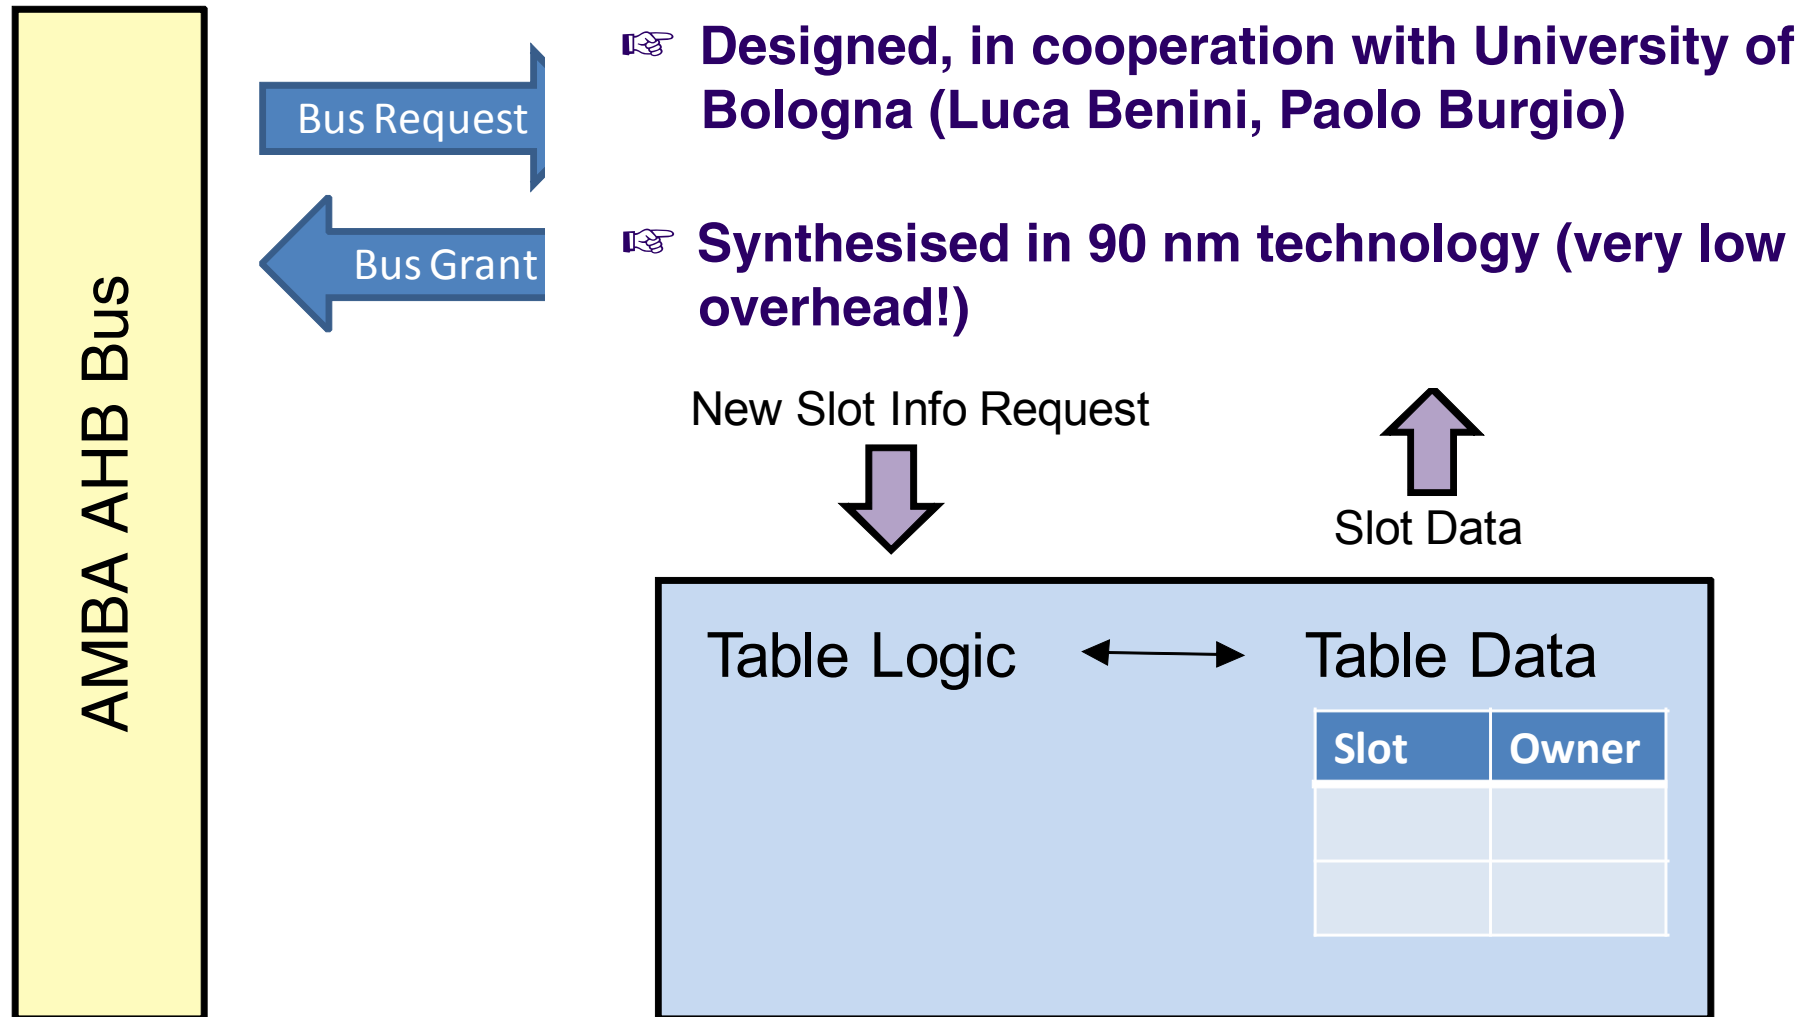 AMBA AHB Bus
Bus Request
Bus Grant
☞ Designed, in cooperation with University of
Bologna (Luca Benini, Paolo Burgio)
☞ Synthesised in 90 nm technology (very low
overhead!)
New Slot Info Request
Slot Data
Table Logic
Table Data
Slot Owner